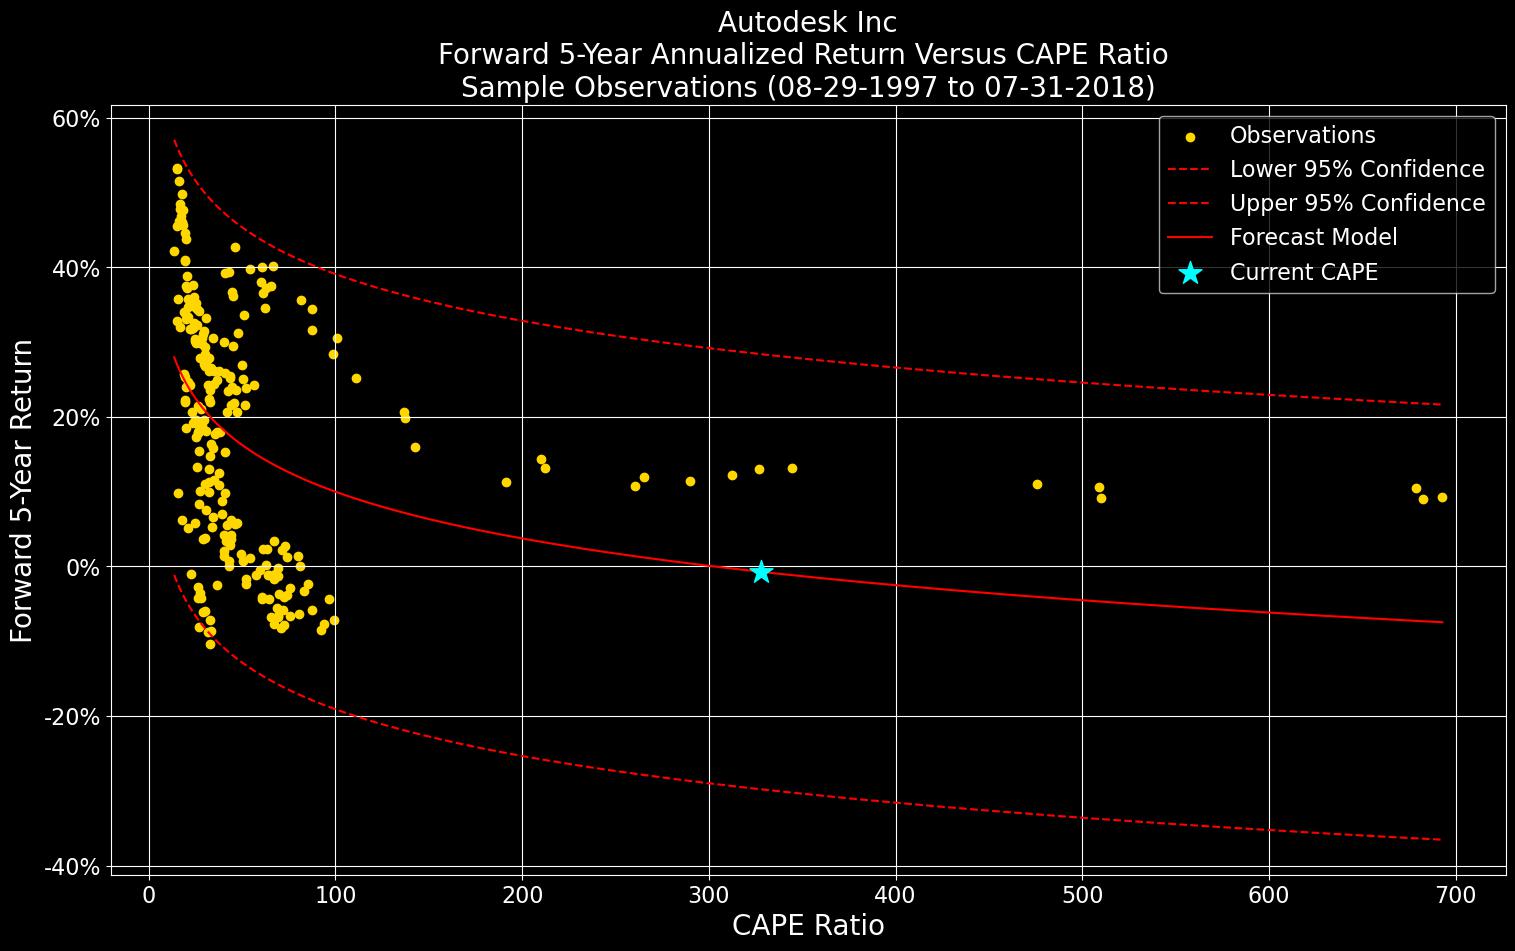 Autodesk Inc
Forward 5-Year Annualized Return Versus CAPE Ratio
Sample Observations (08-29-1997 to 07-31-2018)
Observations
Lower 95% Confidence
Upper 95% Confidence
Forecast Model
Current CAPE
Forward 5-Year Return
60%
40%
20%
0%
-20%
-40%
0 100 200 300 400 500 600 700
CAPE Ratio